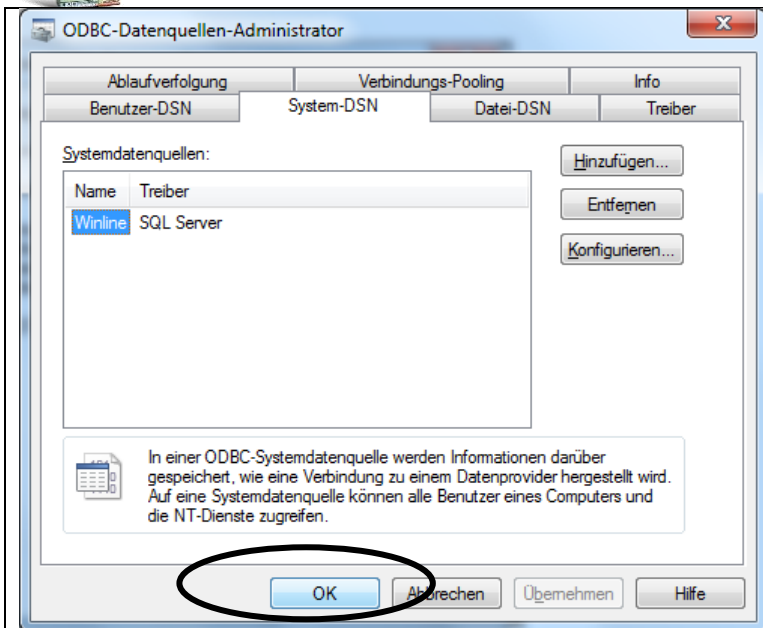 ODBC-Datenquellen-Administrator
Ablaufverfolgung Verbindungs-Pooling Info
Benutzer-DSN System-DSN Datei-DSN Treiber
Systemdatenquellen:
Hinzufügen...
Name Treiber
Entfernen
Winline SQL Server
Konfigurieren...
In einer ODBC-Systemdatenquelle werden Informationen darüber
gespeichert, wie eine Verbindung zu einem Datenprovider hergestellt wird.
Auf eine Systemdatenquelle können alle Benutzer eines Computers und
die NT-Dienste zugreifen.
OK Abbrechen Übernehmen Hilfe